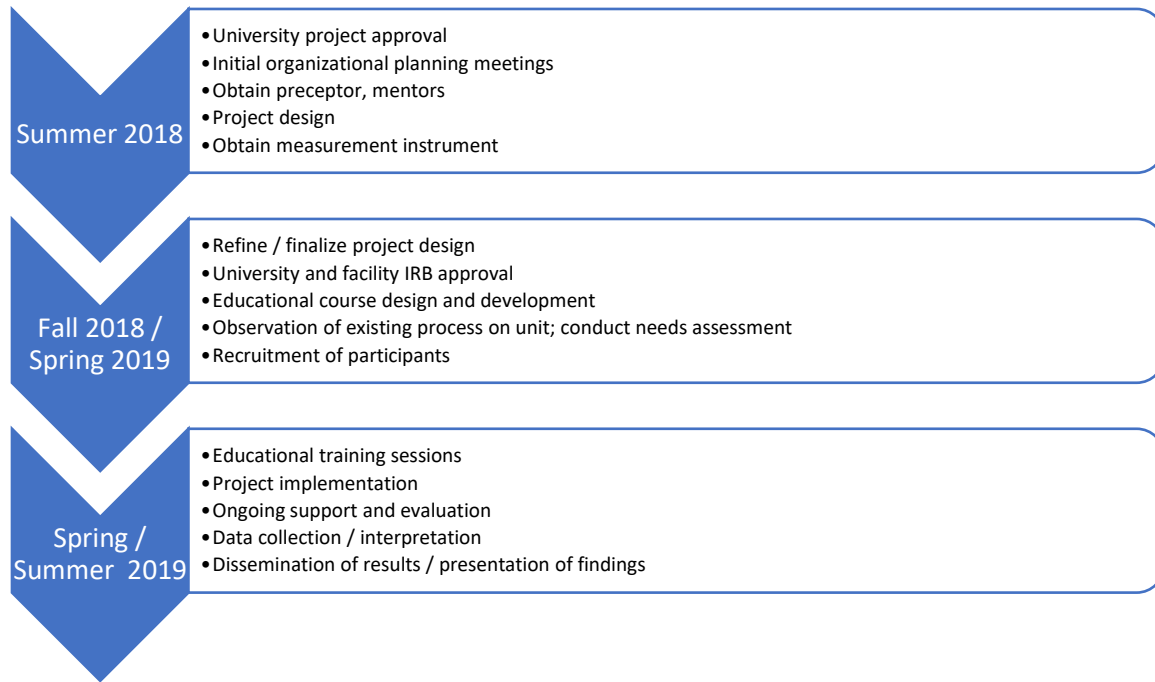 Summer 2018
•University project approval
•Initial organizational planning meetings
•Obtain preceptor, mentors
•Project design
•Obtain measurement instrument
Fall 2018 /
Spring 2019
•Refine / finalize project design
•University and facility IRB approval
•Educational course design and development
•Observation of existing process on unit; conduct needs assessment
•Recruitment of participants
Spring /
Summer 2019
•Educational training sessions
•Project implementation
•Ongoing support and evaluation
•Data collection / interpretation
•Dissemination of results / presentation of findings